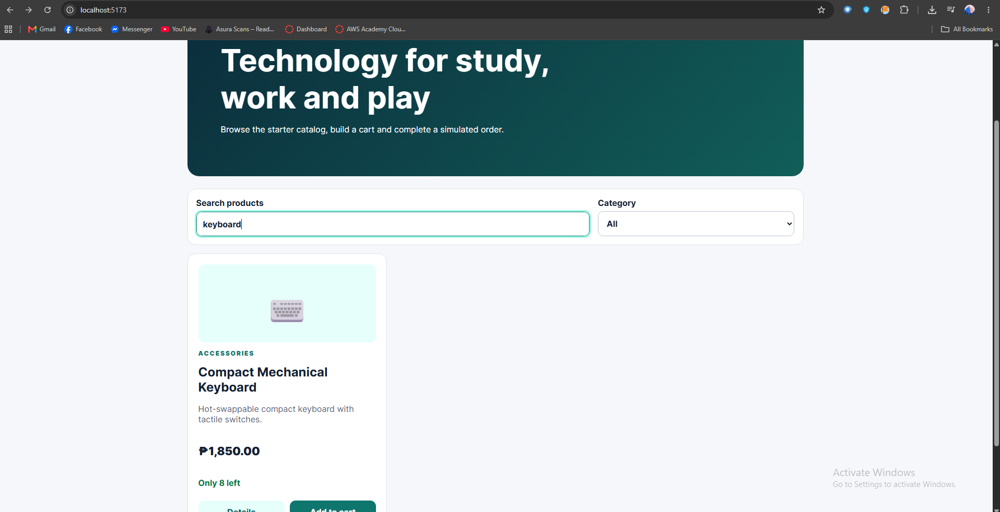 localhost:5173
Gmail
Facebook
Messenger
YouTube
Asura Scans – Read...
Dashboard
AWS Academy Clou...
All Bookmarks
Technology for study,
work and play
Browse the starter catalog, build a cart and complete a simulated order.
Search products
Category
keyboard
All
ACCESSORIES
Compact Mechanical
Keyboard
Hot-swappable compact keyboard with
tactile switches.
₱1,850.00
Only 8 left
Details
Add to cart
Activate Windows
Go to Settings to activate Windows.